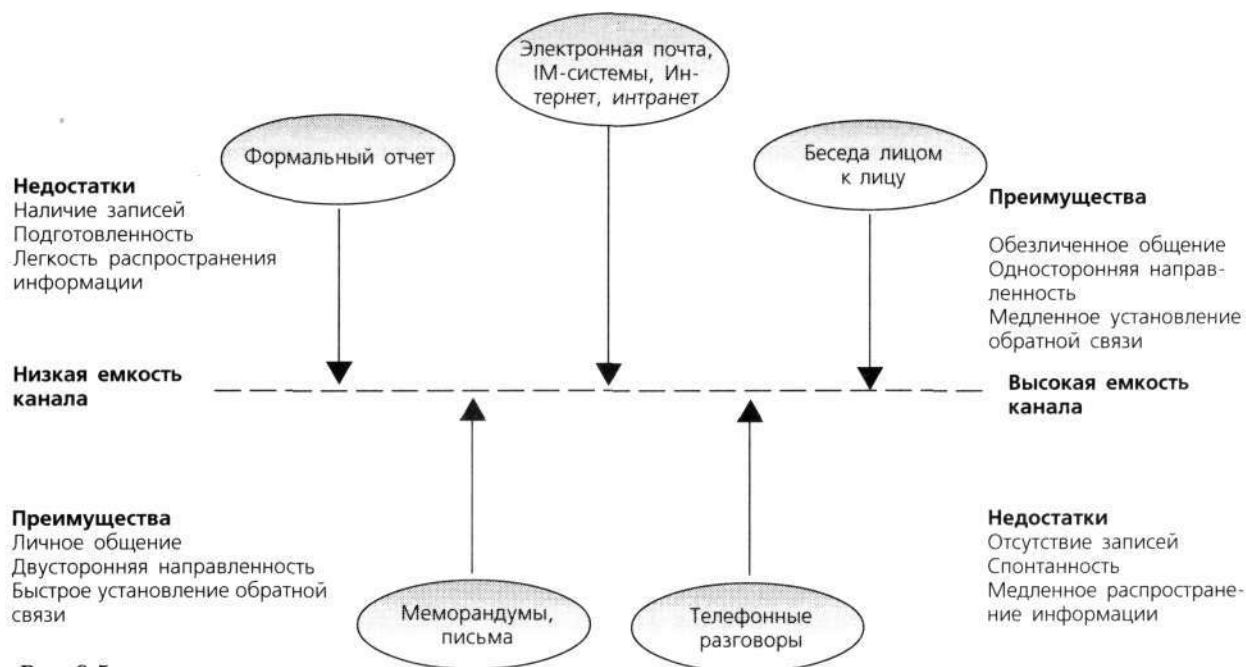 Электронная почта,
IM-системы, Ин-
тернет, интранет
Формальный отчет
Беседа лицом
к лицу
Недостатки
Наличие записей
Подготовленность
Легкость распространения
информации
Преимущества
Обезличенное общение
Односторонняя направ-
ленность
Медленное установление
обратной связи
Низкая емкость
канала
Высокая емкость
канала
Преимущества
Личное общение
Двусторонняя направленность
Быстрое установление обратной
связи
Недостатки
Отсутствие записей
Спонтанность
Медленное распростране-
ние информации
Меморандумы,
письма
Телефонные
разговоры